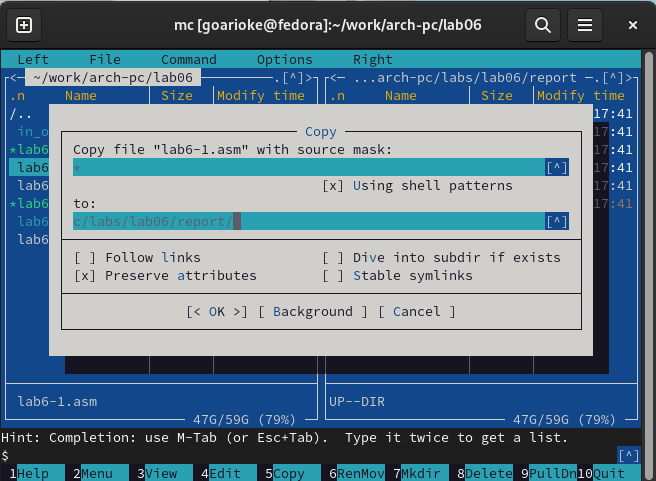 mc [goarioke@fedora]:~/work/arch-pc/lab06
Left File Command Options Right
<─ ~/work/arch-pc/lab06 ─.[^]> <─ ...arch-pc/labs/lab06/report ─.[^]>
.n Name Size Modify time .n Name Size Modify time
/.. 17:41
in_o 17:41
*lab6 17:41
lab6 17:41
lab6 17:41
*lab6 17:41
lab6
lab6
Copy
Copy file "lab6-1.asm" with source mask:
* [^]
[x] Using shell patterns
to:
c/labs/lab06/report/ [^]
[ ] Follow links [ ] Dive into subdir if exists
[x] Preserve attributes [ ] Stable symlinks
[< OK >] [ Background ] [ Cancel ]
lab6-1.asm UP--DIR
47G/59G (79%) 47G/59G (79%)
Hint: Completion: use M-Tab (or Esc+Tab). Type it twice to get a list.
$ [^]
1Help 2Menu 3View 4Edit 5Copy 6RenMov 7Mkdir 8Delete 9PullDn 10Quit